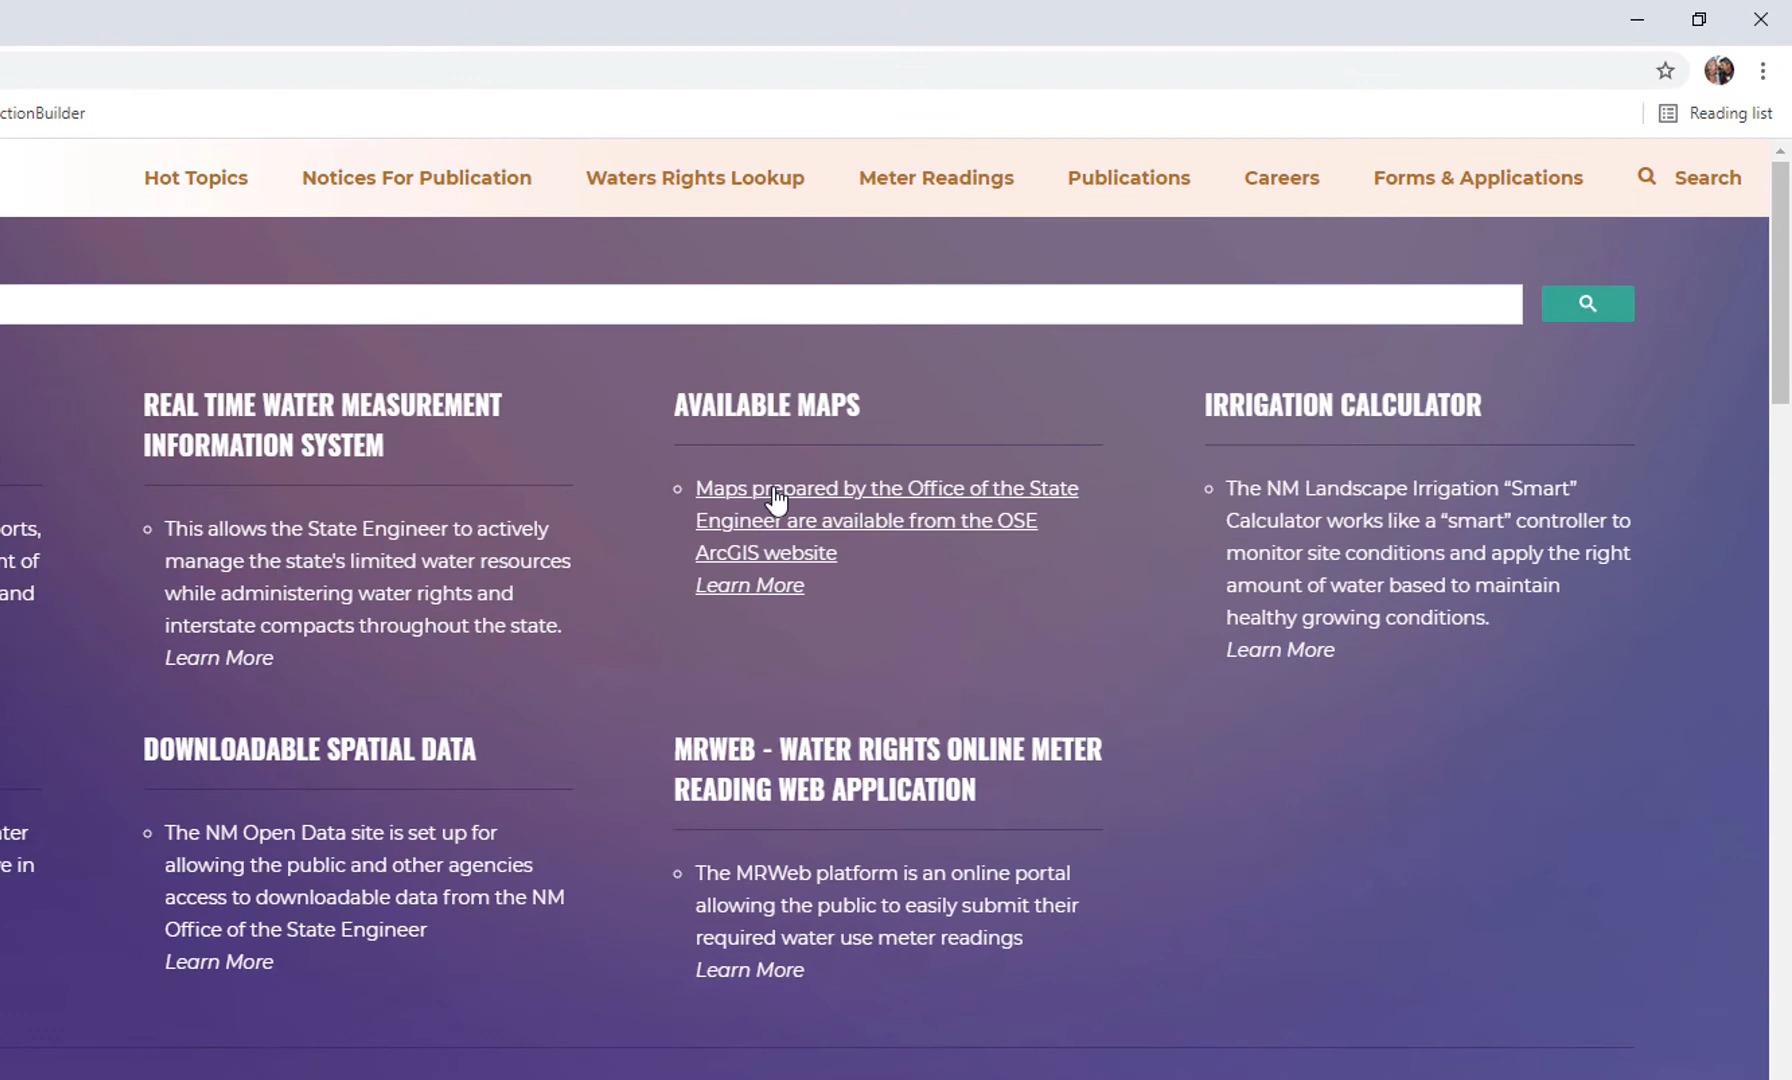 ctionBuilder
Reading list
Hot Topics
Notices For Publication
Waters Rights Lookup
Meter Readings
Publications
Careers
Forms & Applications
Search
REAL TIME WATER MEASUREMENT
INFORMATION SYSTEM
This allows the State Engineer to actively
manage the state's limited water resources
while administering water rights and
interstate compacts throughout the state.
Learn More
AVAILABLE MAPS
Maps prepared by the Office of the State
Engineer are available from the OSE
ArcGIS website
Learn More
IRRIGATION CALCULATOR
The NM Landscape Irrigation “Smart”
Calculator works like a “smart” controller to
monitor site conditions and apply the right
amount of water based to maintain
healthy growing conditions.
Learn More
orts,
nt of
and
DOWNLOADABLE SPATIAL DATA
The NM Open Data site is set up for
allowing the public and other agencies
access to downloadable data from the NM
Office of the State Engineer
Learn More
MRWEB - WATER RIGHTS ONLINE METER
READING WEB APPLICATION
The MRWeb platform is an online portal
allowing the public to easily submit their
required water use meter readings
Learn More
ater
e in